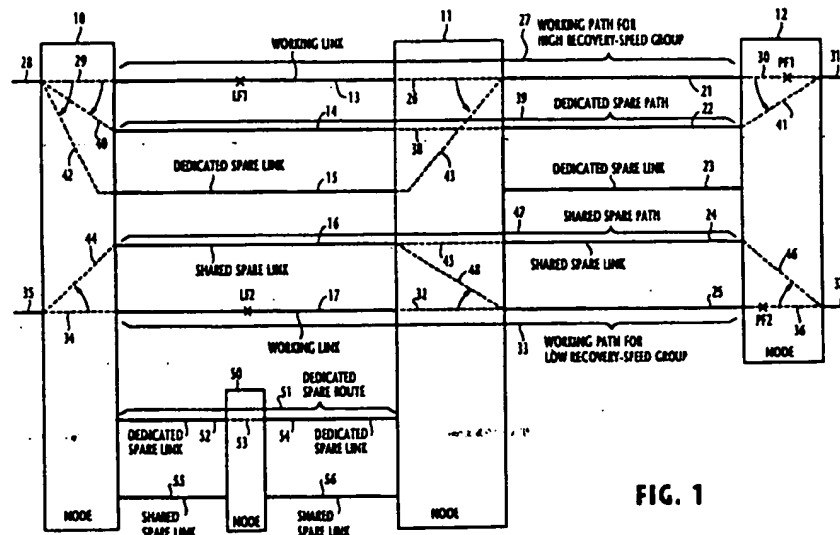 10
11
27
WORKING PATH FOR
HIGH RECOVERY-SPEED GROUP
12
28
29
WORKING LINK
30
PF1
31
LF1
13
26
39
21
14
DEDICATED SPARE PATH
22
40
38
41
42
DEDICATED SPARE LINK
15
43
DEDICATED SPARE LINK
23
44
16
47
SHARED SPARE PATH
24
SHARED SPARE LINK
45
SHARED SPARE LINK
46
35
48
LF2
17
32
25
34
WORKING LINK
33
WORKING PATH FOR
LOW RECOVERY-SPEED GROUP
PF2
36
NODE
50
51
DEDICATED
SPARE ROUTE
DEDICATED
SPARE LINK
52
53
54
DEDICATED
SPARE LINK
55
56
NODE
SHARED
SPARE LINK
NODE
SHARED
SPARE LINK
NODE
FIG. 1